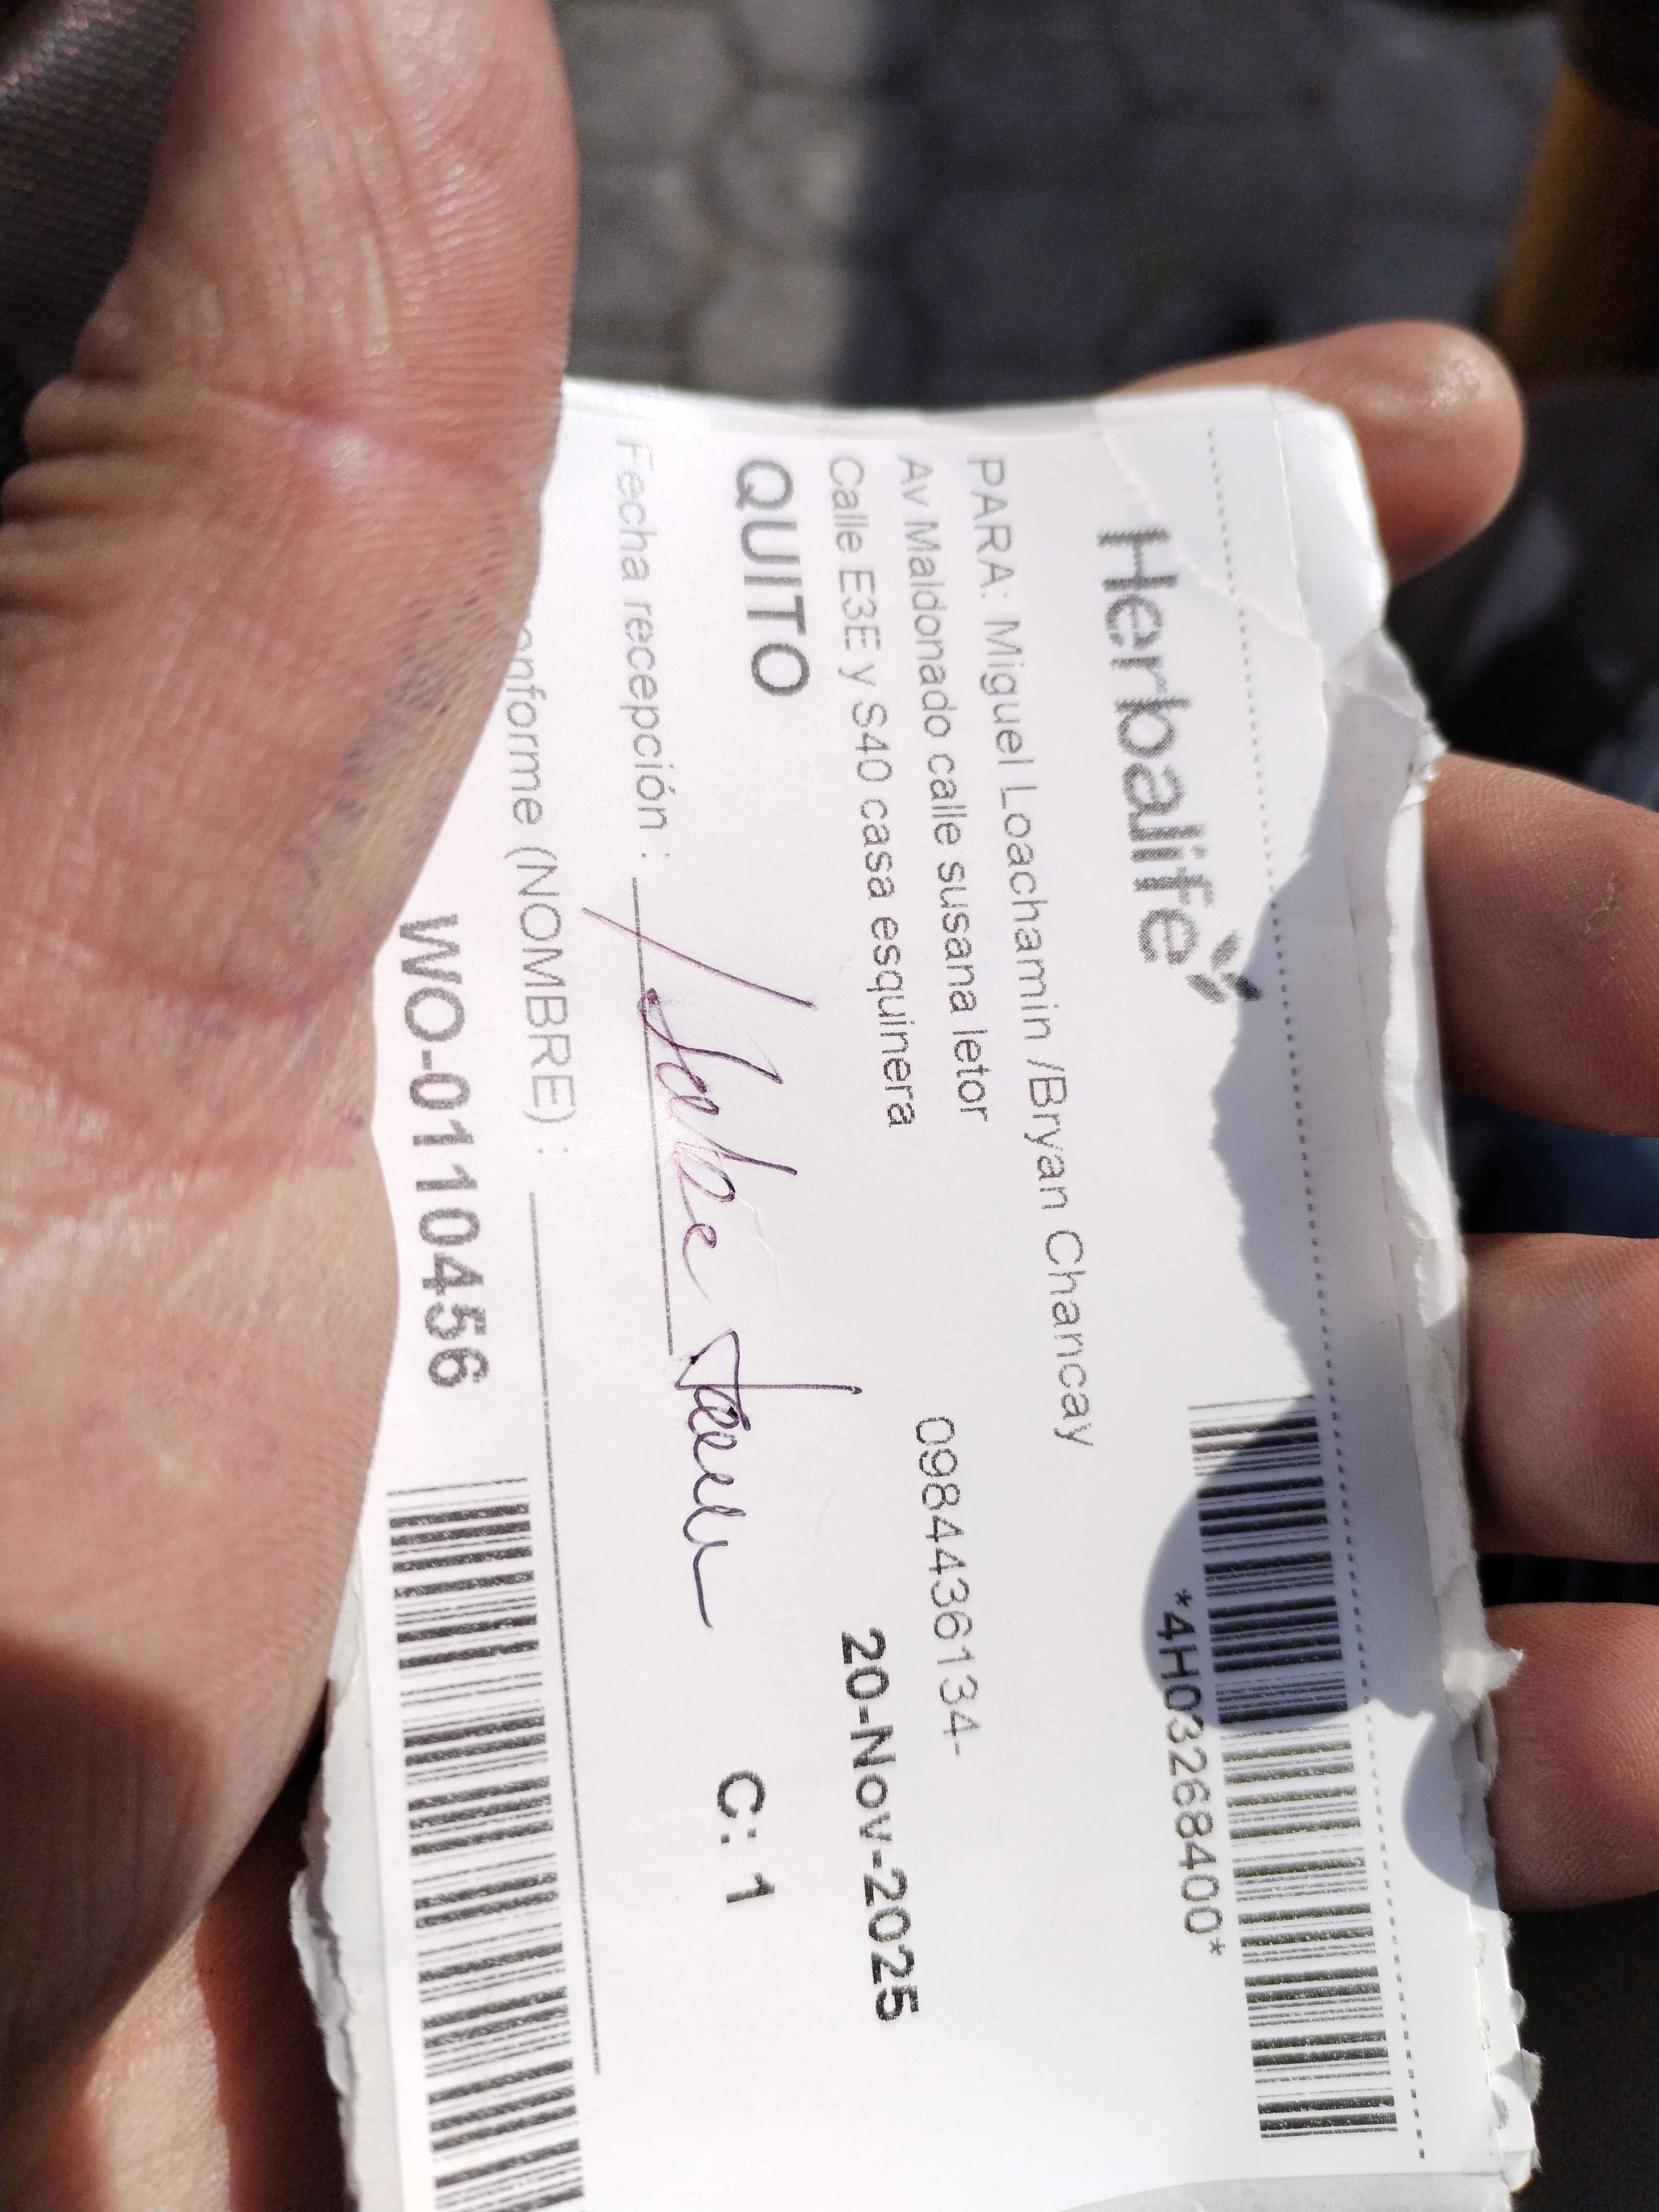 Herbalife
*4H03268400*
PARA: Miguel Loachamin /Bryan Chancay
Av Maldonado calle susana letor
0984436134-
Calle E3E y S40 casa esquinera
20-Nov-2025
QUITO
C: 1
Fecha recepción :
onforme (NOMBRE) :
WO-0110456